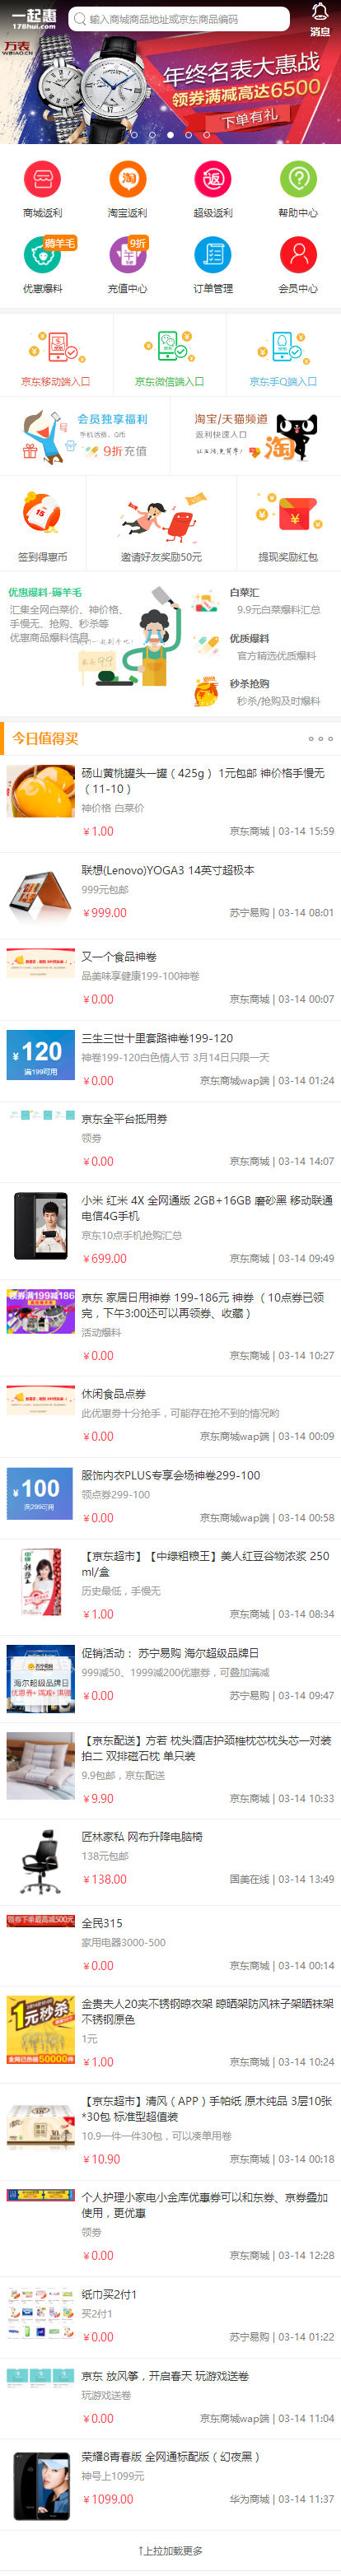 一起惠
178hui.com
输入商城商品地址或京东商品编码
消息
万表
WBIAO.CN
年终名表大惠战
领券满减高达6500
下单有礼
商城返利
淘宝返利
超级返利
帮助中心
薅羊毛
9折
优惠爆料
充值中心
订单管理
会员中心
京东移动端入口
京东微信端入口
京东手Q端入口
会员独享福利
手机话费、Q币
9折充值
淘宝/天猫频道
返利快速入口
让生活,更简单!
签到得惠币
邀请好友奖励50元
提现奖励红包
优惠爆料-薅羊毛
汇集全网白菜价、神价格、
手慢无、抢购、秒杀等
优惠商品爆料信息
白菜汇
9.9元白菜爆料汇总
优质爆料
官方精选优质爆料
秒杀抢购
秒杀/抢购及时爆料
今日值得买
砀山黄桃罐头一罐（425g） 1元包邮 神价格手慢无
（11-10）
神价格 白菜价
￥1.00
京东商城 | 03-14 15:59
联想(Lenovo)YOGA3 14英寸超极本
999元包邮
￥999.00
苏宁易购 | 03-14 08:01
又一个食品神卷
品美味享健康199-100神卷
￥0.00
京东商城 | 03-14 00:07
¥120
满199可用
三生三世十里套路神卷199-120
神卷199-120白色情人节 3月14日只限一天
￥0.00
京东商城wap端 | 03-14 01:24
京东全平台抵用劵
领劵
￥0.00
京东商城 | 03-14 14:07
小米 红米 4X 全网通版 2GB+16GB 磨砂黑 移动联通
电信4G手机
京东10点手机抢购汇总
￥699.00
京东商城 | 03-14 09:49
领券满199减186
京东 家居日用神券 199-186元 神券 （10点券已领
完，下午3:00还可以再领券、收藏）
活动爆料
￥0.00
京东商城 | 03-14 10:27
休闲食品点券
此优惠劵十分抢手，可能存在抢不到的情况哟
￥0.00
京东商城wap端 | 03-14 00:09
¥100
满299可用
服饰内衣PLUS专享会场神卷299-100
领点劵299-100
￥0.00
京东商城wap端 | 03-14 00:58
【京东超市】【中绿粗粮王】美人红豆谷物浓浆 250
ml/盒
历史最低，手慢无
￥1.00
京东商城 | 03-14 08:34
海尔超级品牌日
促销活动： 苏宁易购 海尔超级品牌日
999减50、1999减200优惠券，可叠加满减
￥0.00
苏宁易购 | 03-14 09:47
【京东配送】方若 枕头酒店护颈椎枕芯枕头芯一对装
拍二 双排磁石枕 单只装
9.9包邮，京东配送
￥9.90
京东商城 | 03-14 10:33
匠林家私 网布升降电脑椅
138元包邮
￥138.00
国美在线 | 03-14 13:49
领券下单最高减500元
全民315
家用电器3000-500
￥0.00
京东商城 | 03-14 00:14
1元秒杀
全网已热销50000件
金贵夫人20夹不锈钢晾衣架 晾晒架防风袜子架晒袜架
不锈钢原色
1元
￥1.00
京东商城 | 03-14 10:24
【京东超市】清风（APP）手帕纸 原木纯品 3层10张
*30包 标准型超值装
10.9一件一件30包，可以凑单用卷
￥10.90
京东商城 | 03-14 00:18
个人护理小家电小金库优惠券可以和东券、京券叠加
使用，更优惠
领劵
￥0.00
京东商城 | 03-14 12:28
纸巾买2付1
买2付1
￥0.00
苏宁易购 | 03-14 01:22
京东 放风筝，开启春天 玩游戏送卷
玩游戏送卷
￥0.00
京东商城wap端 | 03-14 11:04
荣耀8青春版 全网通标配版（幻夜黑）
神号上1099元
￥1099.00
华为商城 | 03-14 11:37
↑上拉加载更多